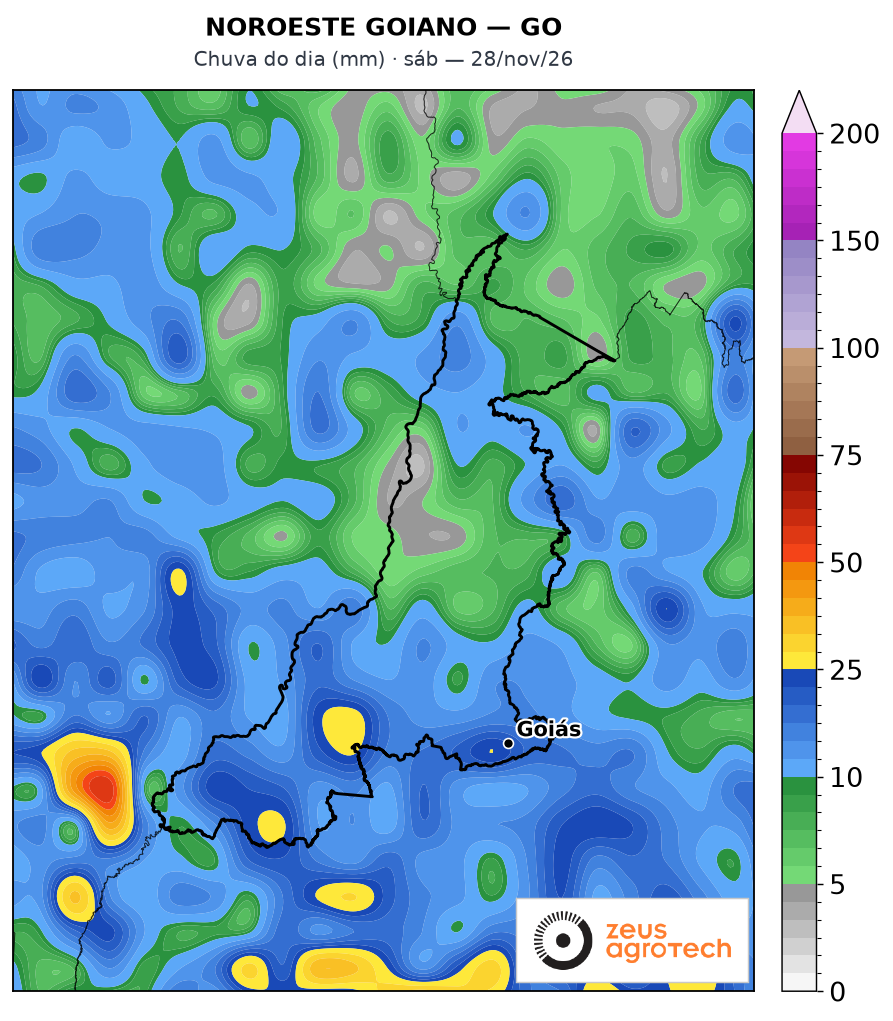 NOROESTE GOIANO — GO
Chuva do dia (mm) · sáb — 28/nov/26
200
150
100
75
50
25
10
5
0
Goiás
zeus
agrotech